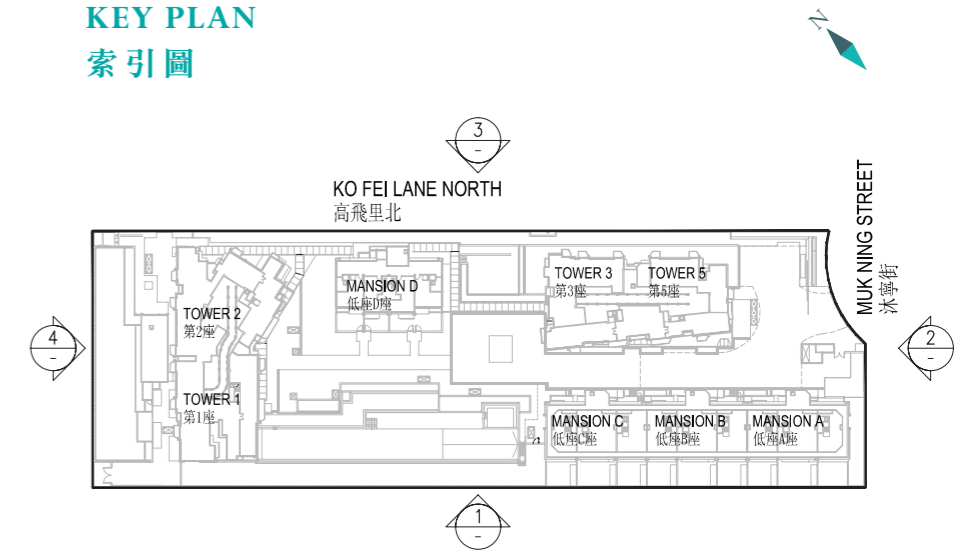 KEY PLAN
索引圖
N
3
-
KO FEI LANE NORTH
高飛里北
MUK NING STREET
沐寧街
TOWER 3
第3座
TOWER 5
第5座
MANSION D
低座D座
TOWER 2
第2座
4
-
2
-
TOWER 1
第1座
MANSION C
低座C座
MANSION B
低座B座
MANSION A
低座A座
1
-